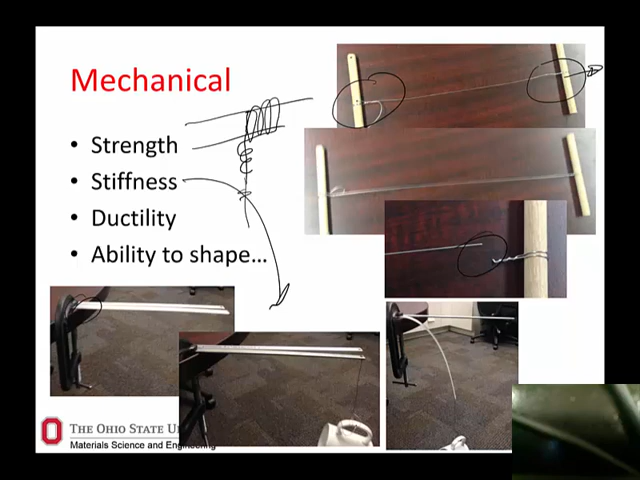 Mechanical
• Strength
• Stiffness
• Ductility
• Ability to shape...
THE OHIO STATE
Materials Science and Engineering